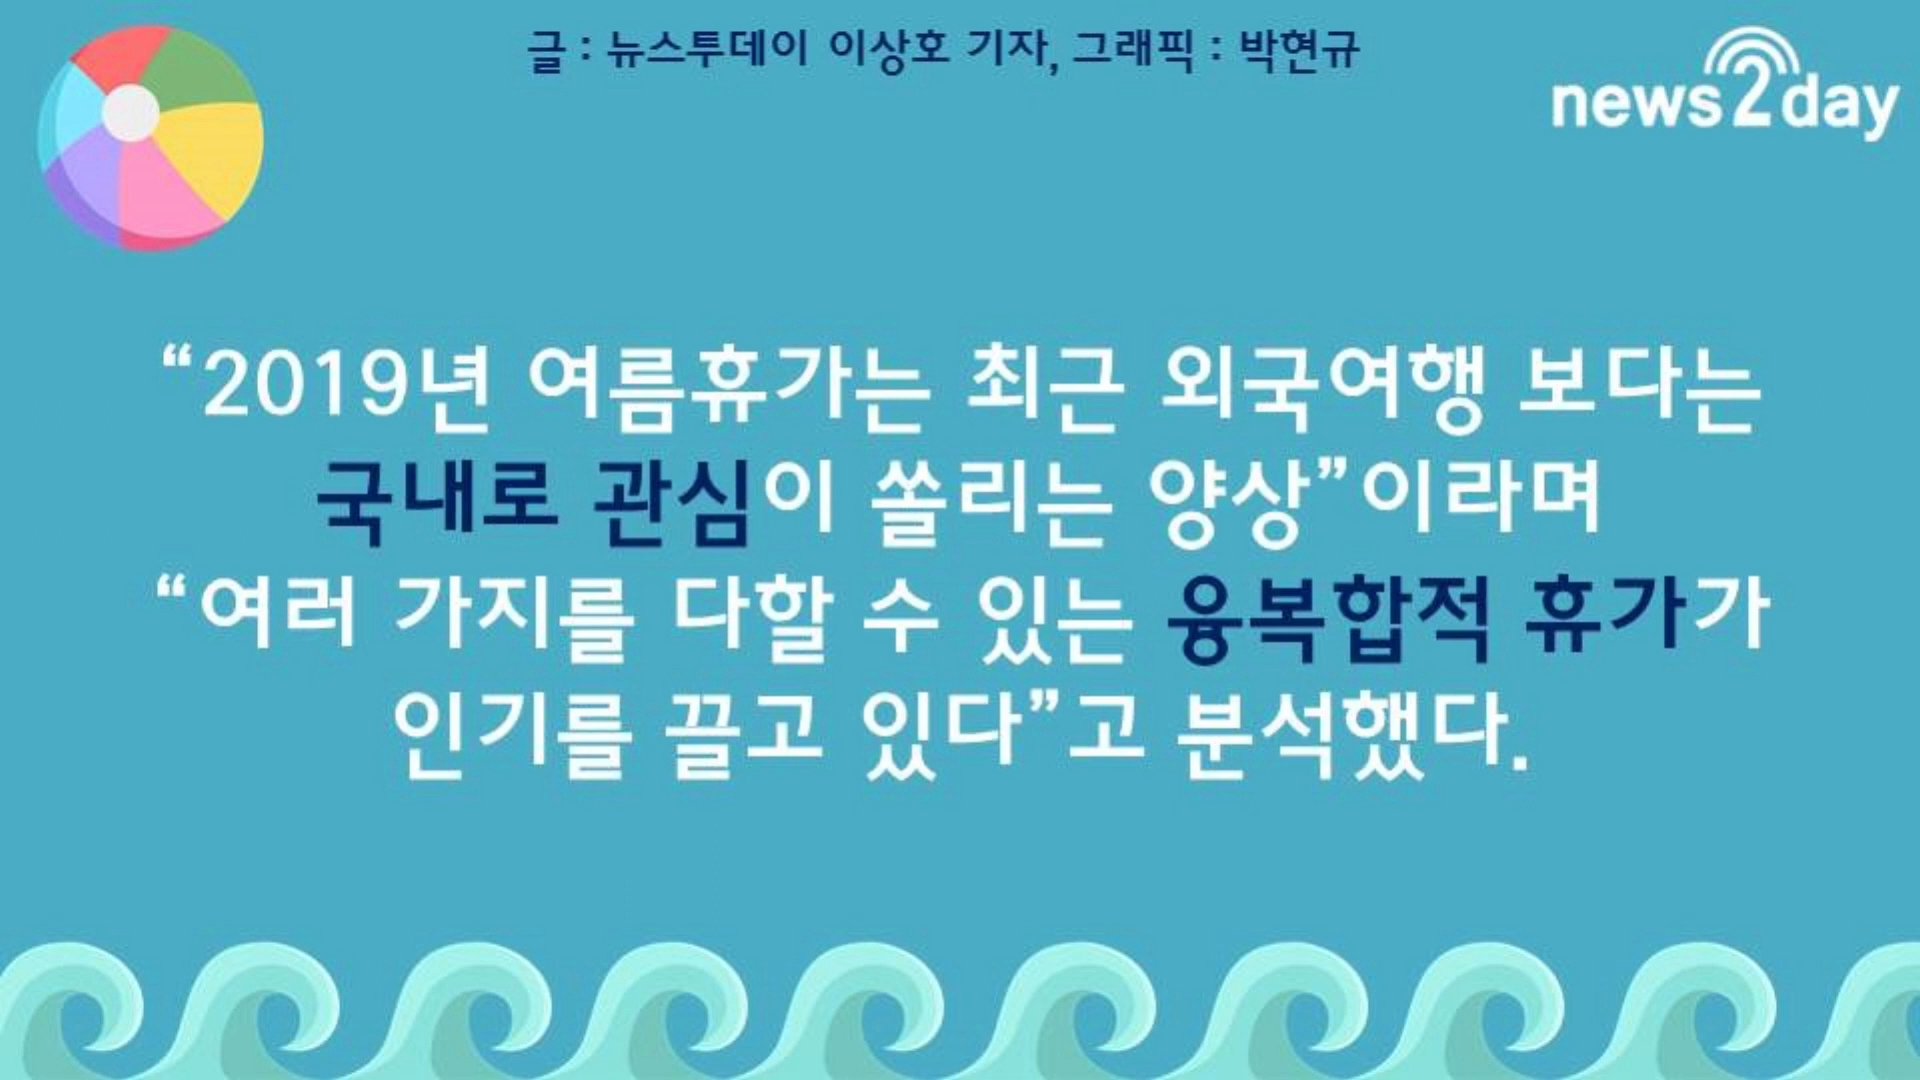 글 : 뉴스투데이 이상호 기자, 그래픽 : 박현규
news2day
“2019년 여름휴가는 최근 외국여행 보다는
국내로 관심이 쏠리는 양상”이라며
“여러 가지를 다할 수 있는 융복합적 휴가가
인기를 끌고 있다”고 분석했다.